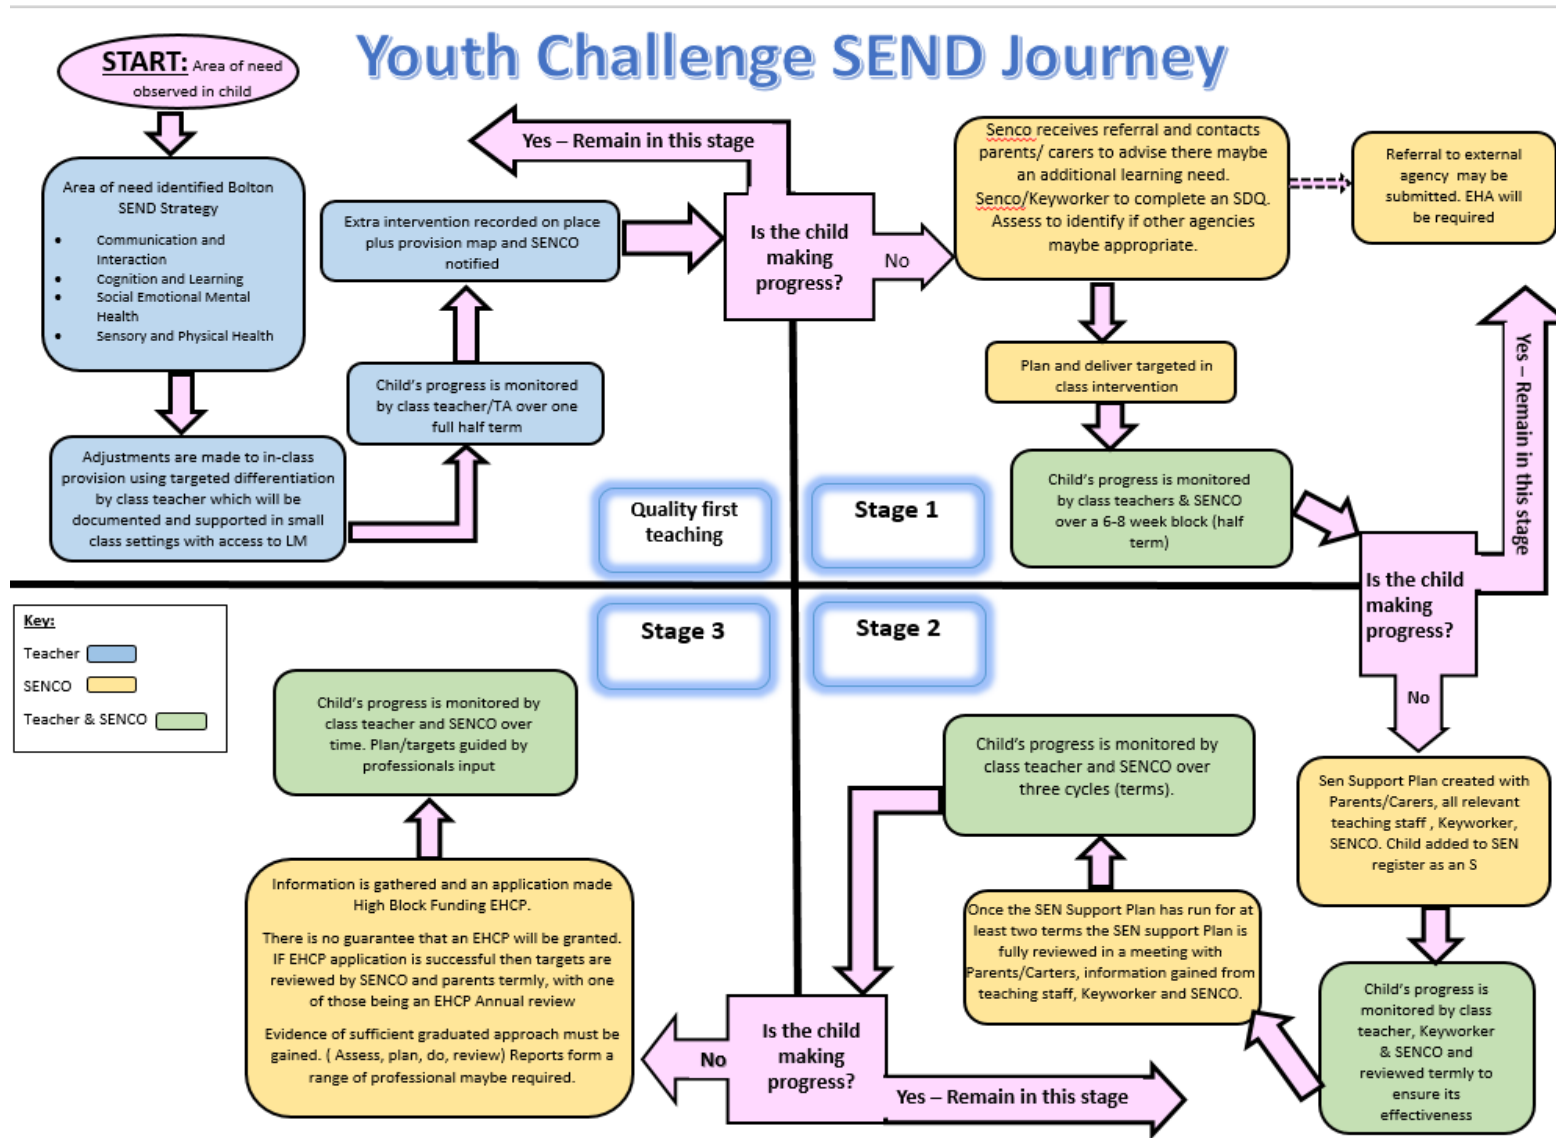 Youth Challenge SEND Journey
START: Area of need
observed in child
Area of need identified Bolton
SEND Strategy
• Communication and
Interaction
• Cognition and Learning
• Social Emotional Mental
Health
• Sensory and Physical Health
Adjustments are made to in-class
provision using targeted differentiation
by class teacher which will be
documented and supported in small
class settings with access to LM
Child's progress is monitored
by class teacher/TA over one
full half term
Extra intervention recorded on place
plus provision map and SENCO
notified
Yes – Remain in this stage
Is the child
making
progress?
No
Quality first
teaching
Senco receives referral and contacts
parents/ carers to advise there maybe
an additional learning need.
Senco/Keyworker to complete an SDQ.
Assess to identify if other agencies
maybe appropriate.
Referral to external
agency may be
submitted. EHA will
be required
Plan and deliver targeted in
class intervention
Child's progress is monitored
by class teachers & SENCO
over a 6-8 week block (half
term)
Stage 1
Yes – Remain in this stage
Is the child
making
progress?
No
Stage 2
Sen Support Plan created with
Parents/Carers, all relevant
teaching staff , Keyworker,
SENCO. Child added to SEN
register as an S
Child's progress is
monitored by class
teacher, Keyworker
& SENCO and
reviewed termly to
ensure its
effectiveness
Once the SEN Support Plan has run for at
least two terms the SEN support Plan is
fully reviewed in a meeting with
Parents/Carters, information gained from
teaching staff, Keyworker and SENCO.
Child's progress is monitored by
class teacher and SENCO over
three cycles (terms).
Is the child
making
progress?
Yes – Remain in this stage
No
Stage 3
Information is gathered and an application made
High Block Funding EHCP.
There is no guarantee that an EHCP will be granted.
IF EHCP application is successful then targets are
reviewed by SENCO and parents termly, with one
of those being an EHCP Annual review
Evidence of sufficient graduated approach must be
gained. ( Assess, plan, do, review) Reports form a
range of professional maybe required.
Child's progress is monitored by
class teacher and SENCO over
time. Plan/targets guided by
professionals input
Key:
Teacher
SENCO
Teacher & SENCO